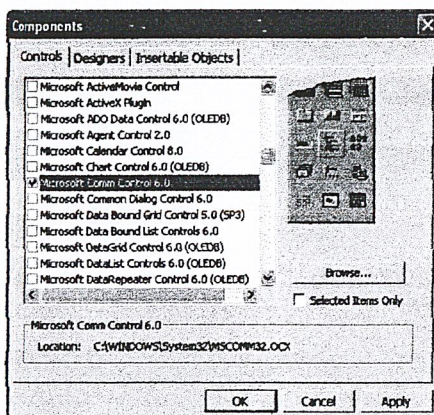 Components
Controls Designers Insertable Objects
Microsoft ActiveMovie Control
Microsoft ActiveX Plugin
Microsoft ADO Data Control 6.0 (OLEDB)
Microsoft Agent Control 2.0
Microsoft Calendar Control 8.0
Microsoft Chart Control 6.0 (OLEDB)
Microsoft Comm Control 6.0
Microsoft Common Dialog Control 6.0
Microsoft Data Bound Grid Control 5.0 (SP3)
Microsoft Data Bound List Controls 6.0
Microsoft DataGrid Control 6.0 (OLEDB)
Microsoft DataList Controls 6.0 (OLEDB)
Microsoft DataRepeater Control 6.0 (OLEDB)
Browse...
Selected Items Only
Microsoft Comm Control 6.0
Location: C:\WINDOWS\System32\MSCOMM32.OCX
OK Cancel Apply